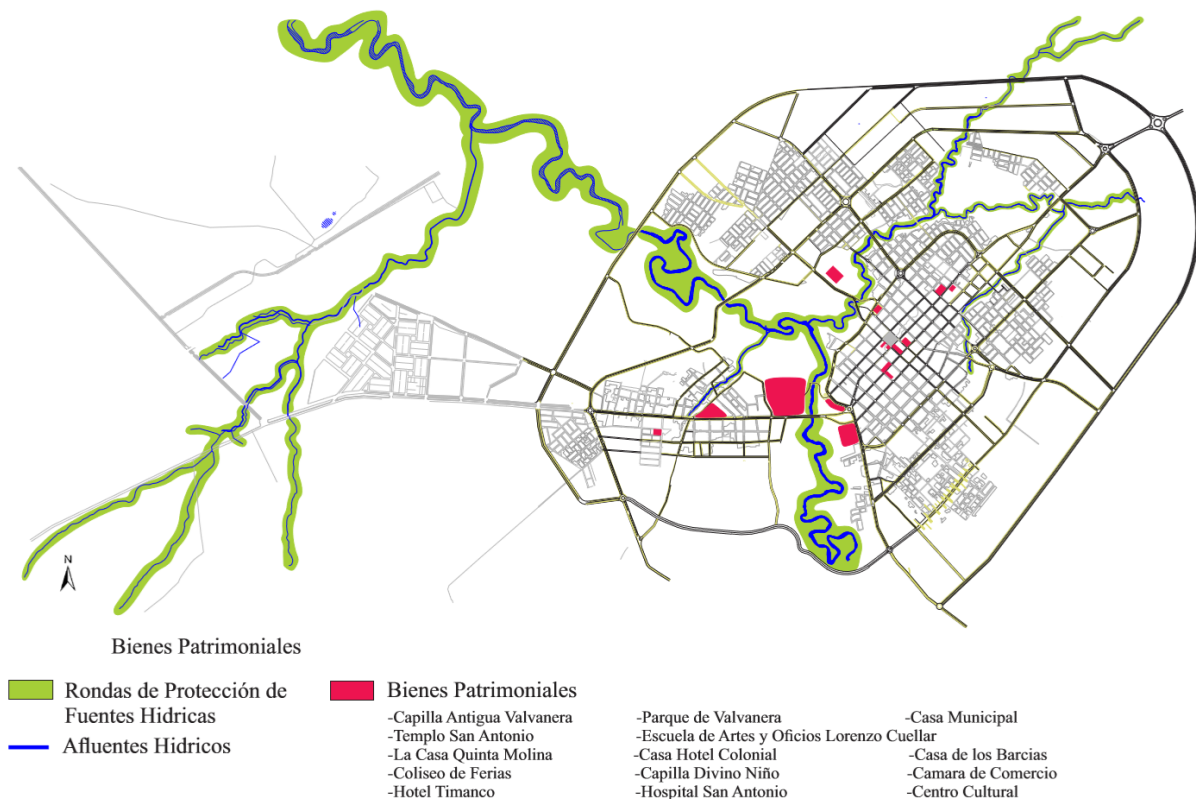 N
Bienes Patrimoniales
Rondas de Protección de
Fuentes Hidricas
Afluentes Hidricos
Bienes Patrimoniales
-Capilla Antigua Valvanera
-Templo San Antonio
-La Casa Quinta Molina
-Coliseo de Ferias
-Hotel Timanco
-Parque de Valvanera
-Escuela de Artes y Oficios Lorenzo Cuellar
-Casa Hotel Colonial
-Capilla Divino Niño
-Hospital San Antonio
-Casa Municipal
-Casa de los Barcias
-Camara de Comercio
-Centro Cultural